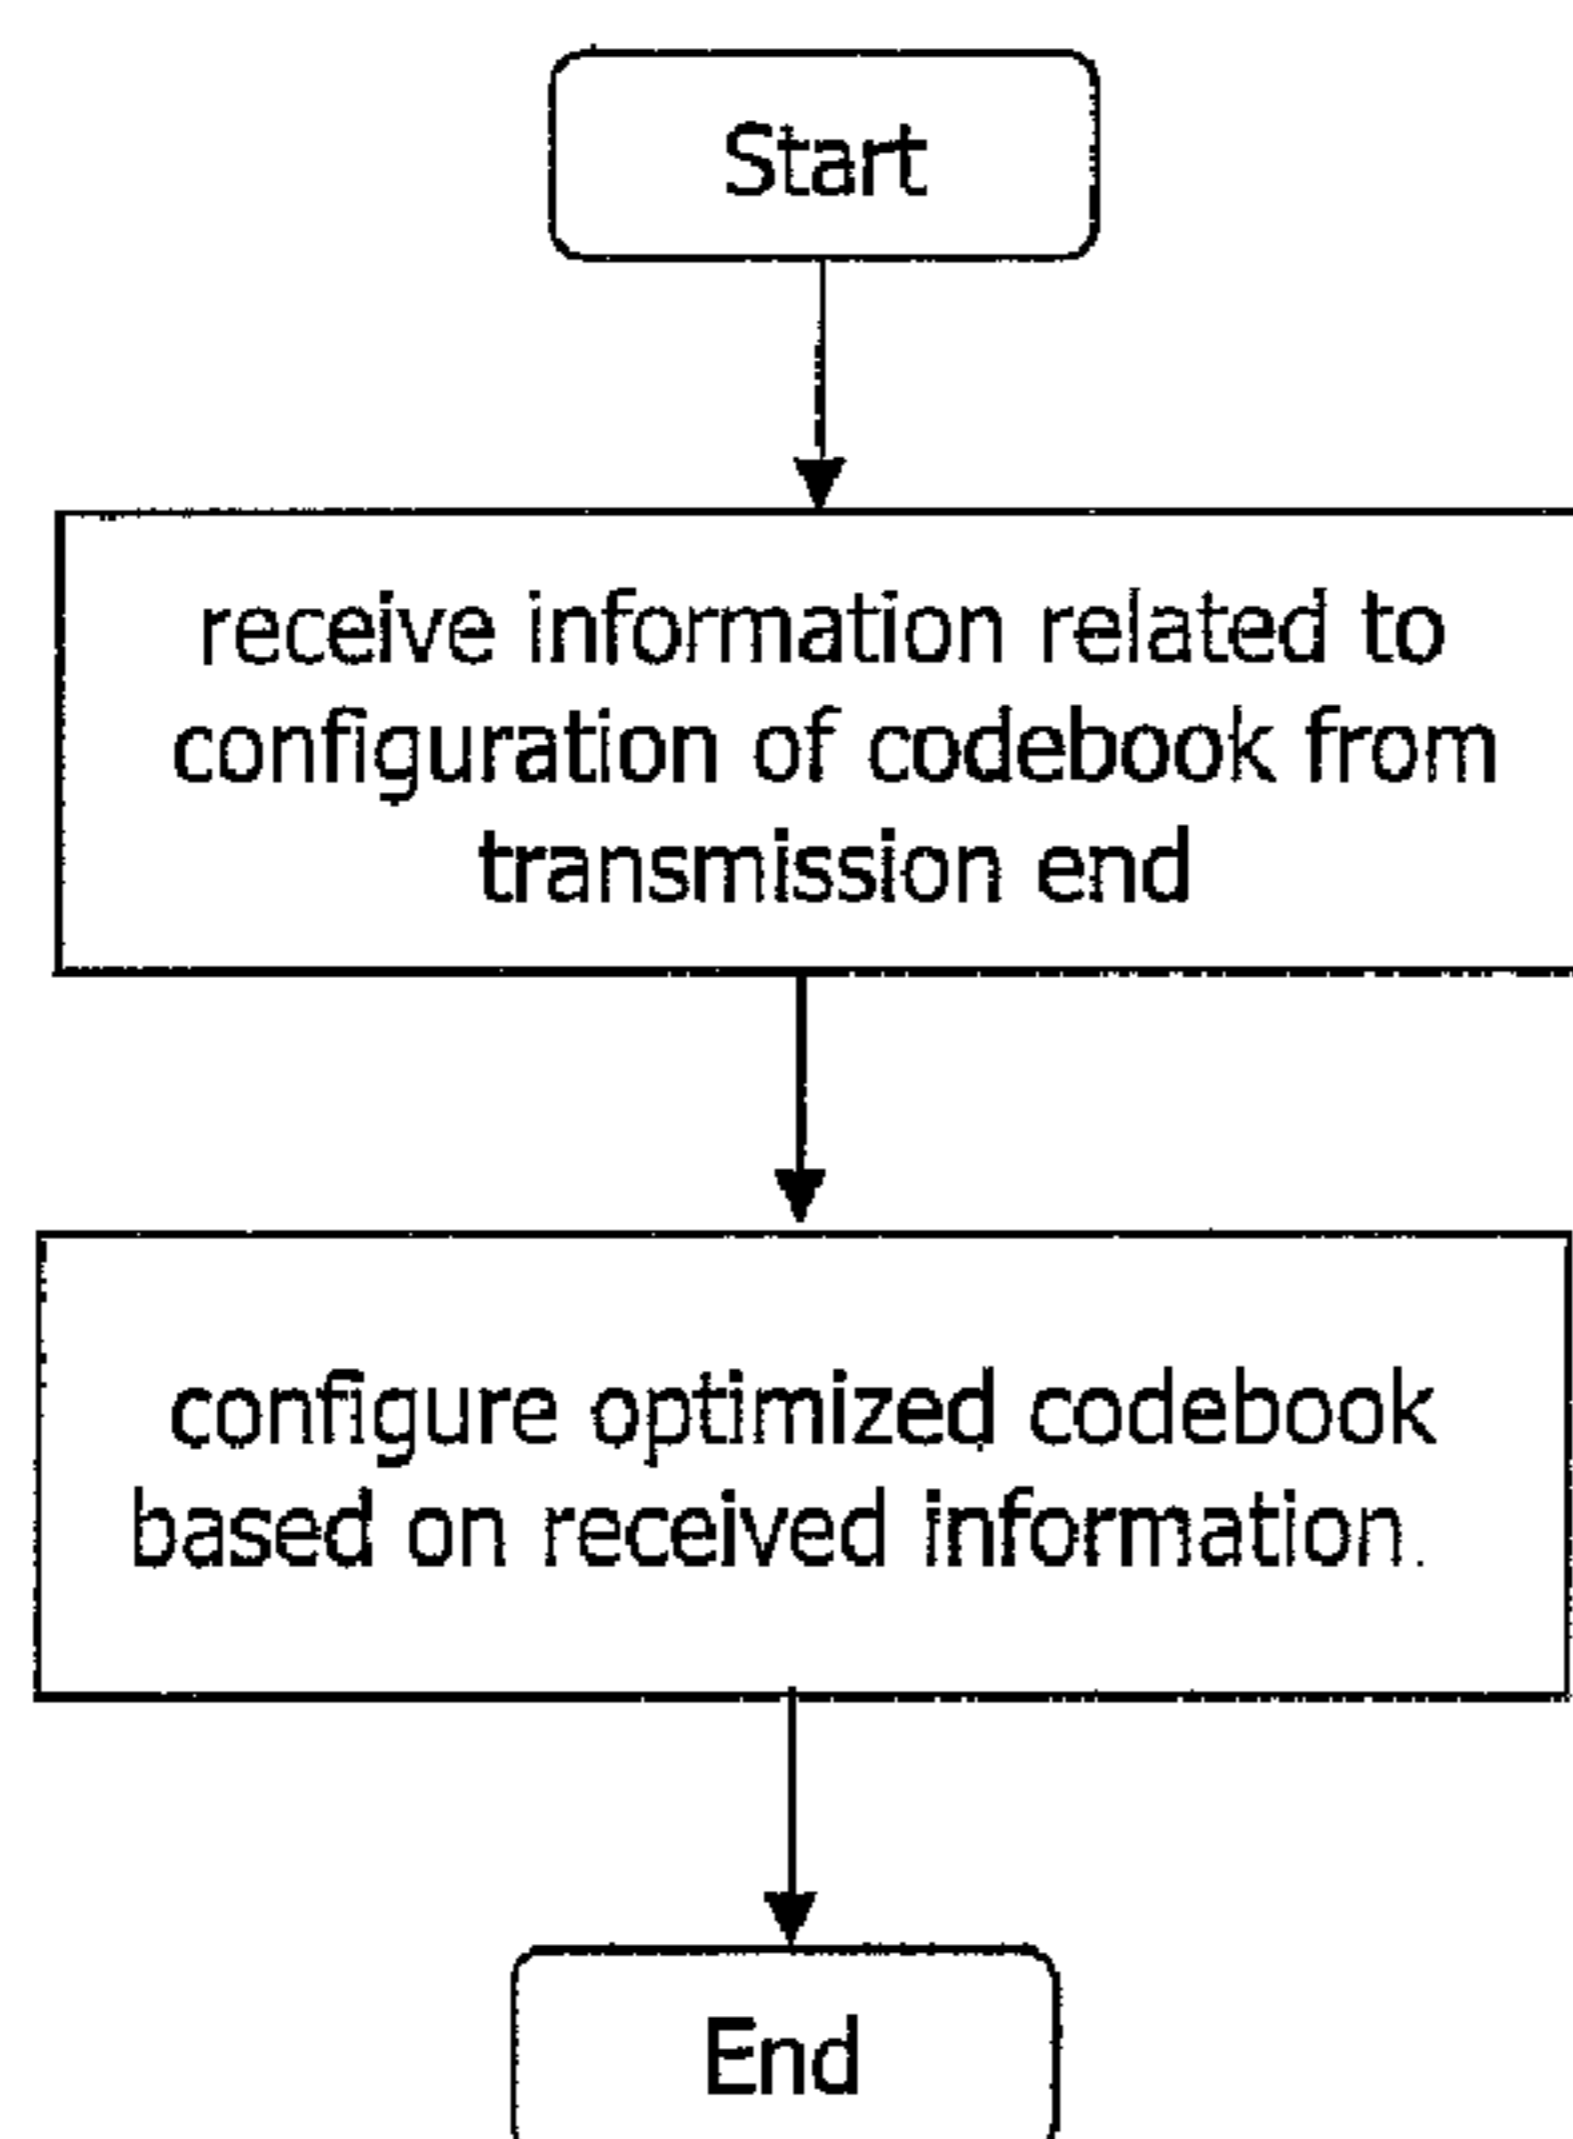 Start
receive information related to
configuration of codebook from
transmission end
configure optimized codebook
based on received information.
End